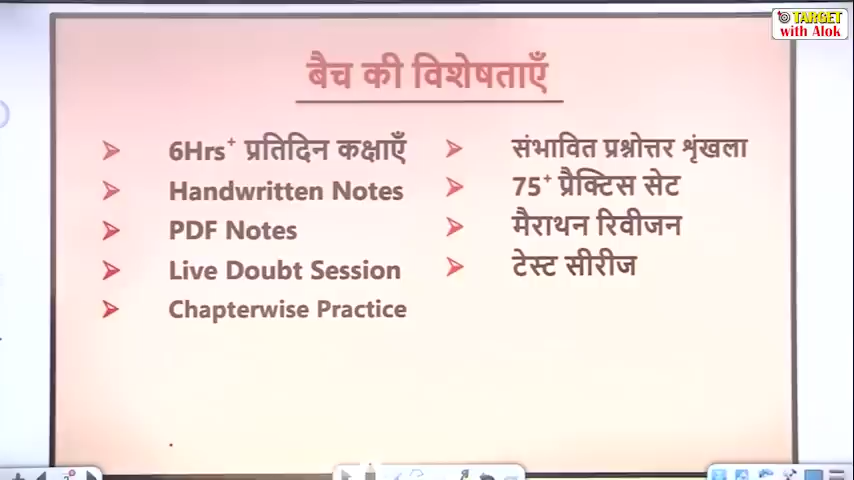 TARGET
with Alok
बैच की विशेषताएँ
6Hrs+ प्रतिदिन कक्षाएँ
Handwritten Notes
PDF Notes
Live Doubt Session
Chapterwise Practice
संभावित प्रश्नोत्तर शृंखला
75+ प्रैक्टिस सेट
मैराथन रिवीजन
टेस्ट सीरीज